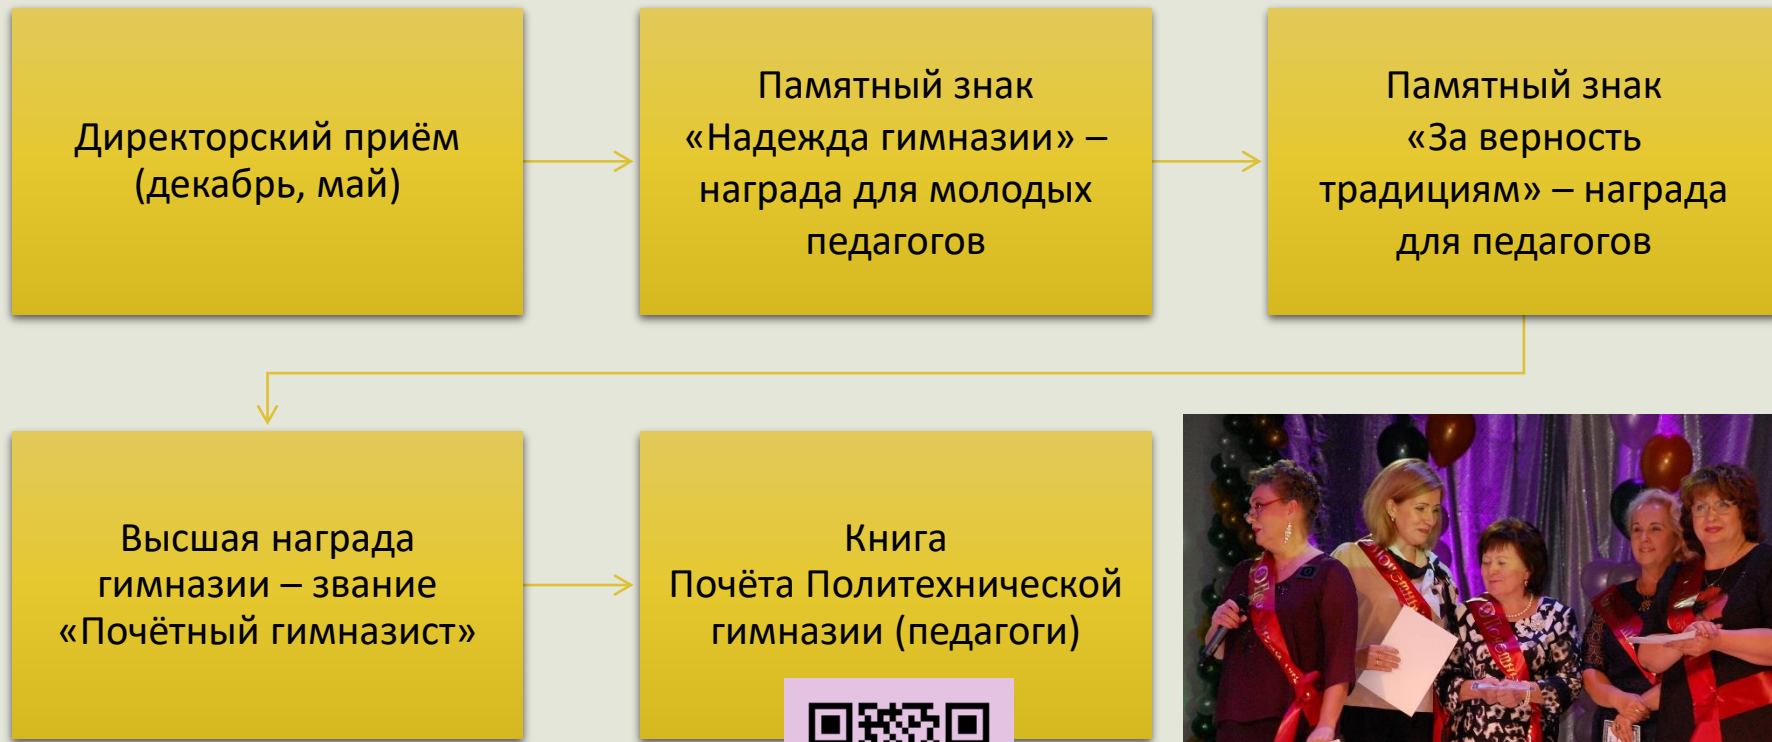 Директорский приём
(декабрь, май)
Памятный знак
«Надежда гимназии» –
награда для молодых
педагогов
Памятный знак
«За верность
традициям» – награда
для педагогов
Высшая награда
гимназии – звание
«Почётный гимназист»
Книга
Почёта Политехнической
гимназии (педагоги)